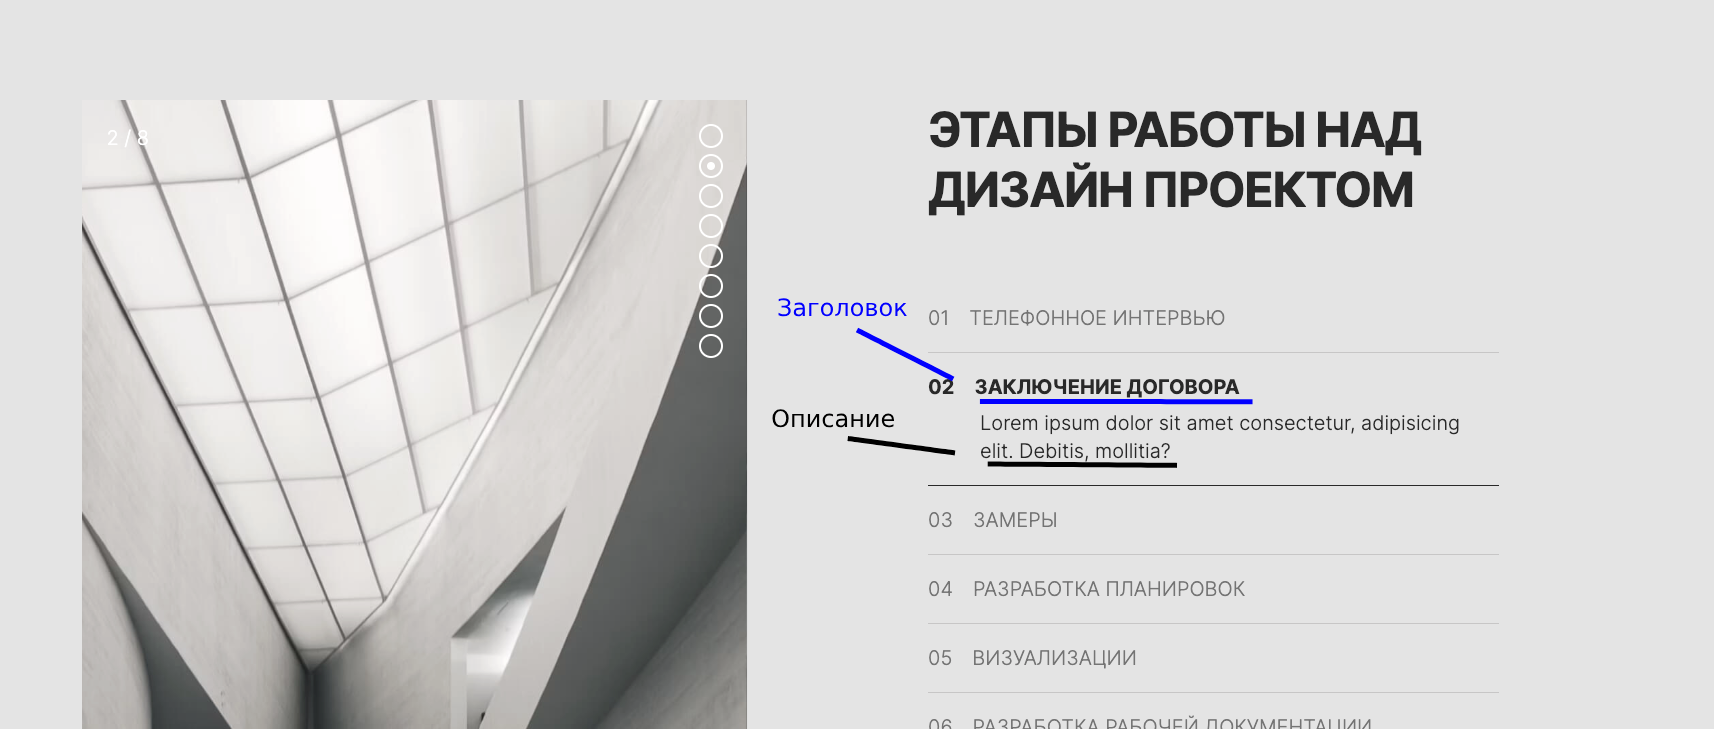 2 / 8
ЭТАПЫ РАБОТЫ НАД
ДИЗАЙН ПРОЕКТОМ
Заголовок
01 ТЕЛЕФОННОЕ ИНТЕРВЬЮ
02 ЗАКЛЮЧЕНИЕ ДОГОВОРА
Описание
Lorem ipsum dolor sit amet consectetur, adipisicing
elit. Debitis, mollitia?
03 ЗАМЕРЫ
04 РАЗРАБОТКА ПЛАНИРОВОК
05 ВИЗУАЛИЗАЦИИ
06 РАЗРАБОТКА РАБОЧЕЙ ДОКУМЕНТАЦИИ